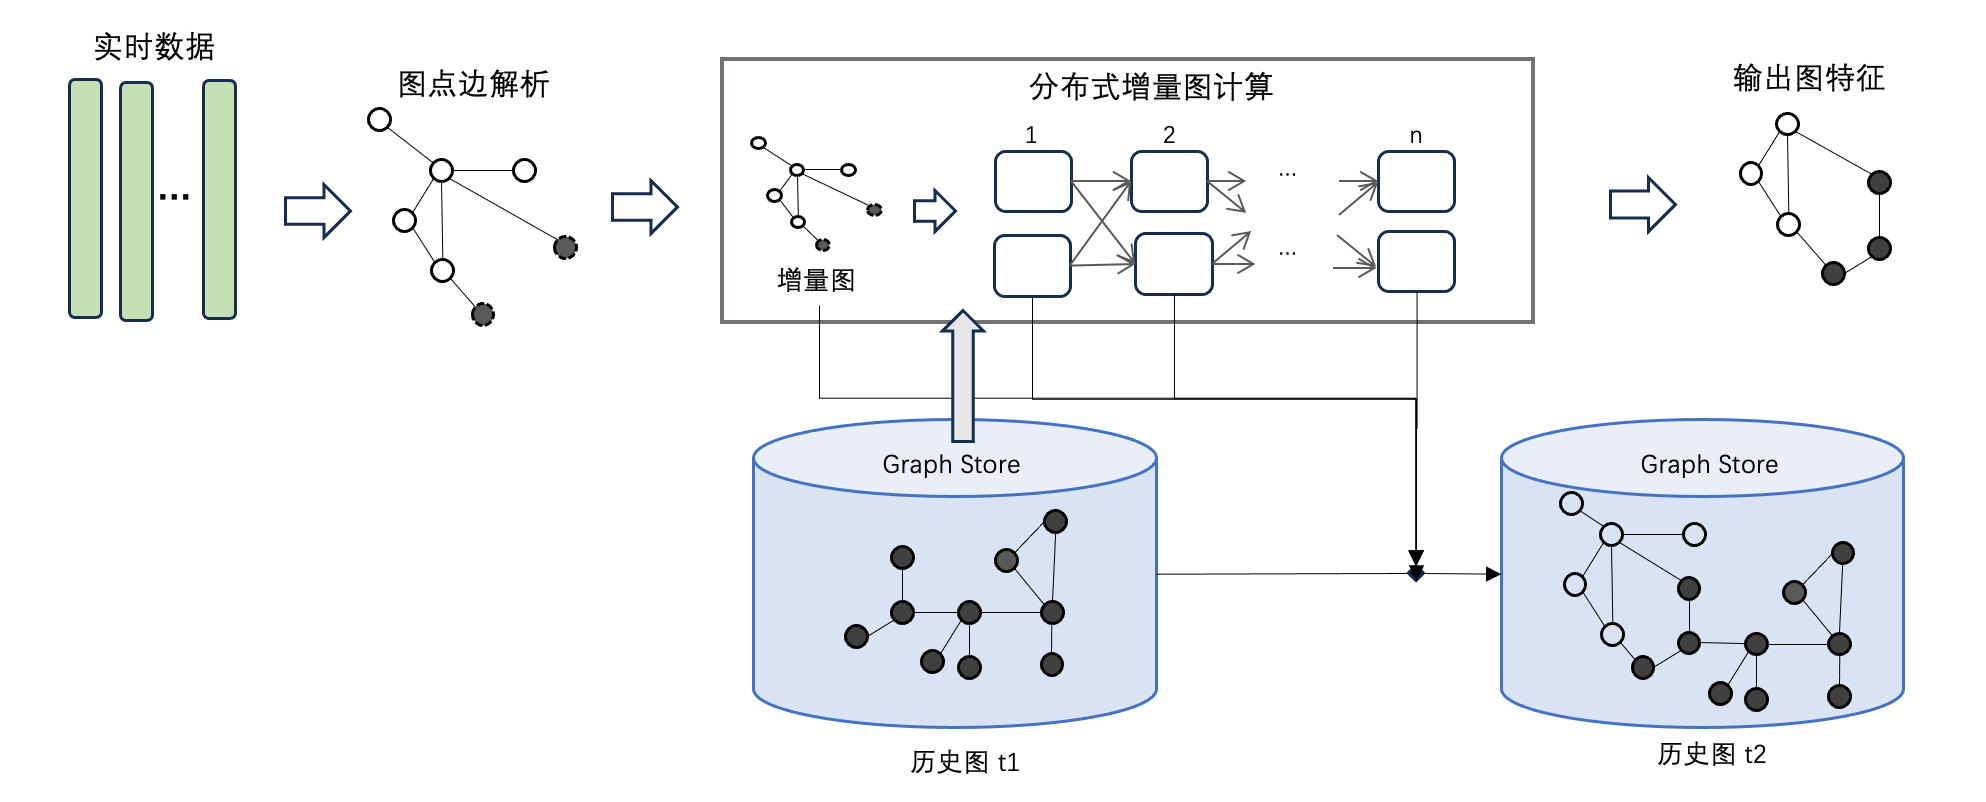 实时数据
...
图点边解析
分布式增量图计算
1
2
n
...
...
增量图
输出图特征
Graph Store
历史图 t1
Graph Store
历史图 t2